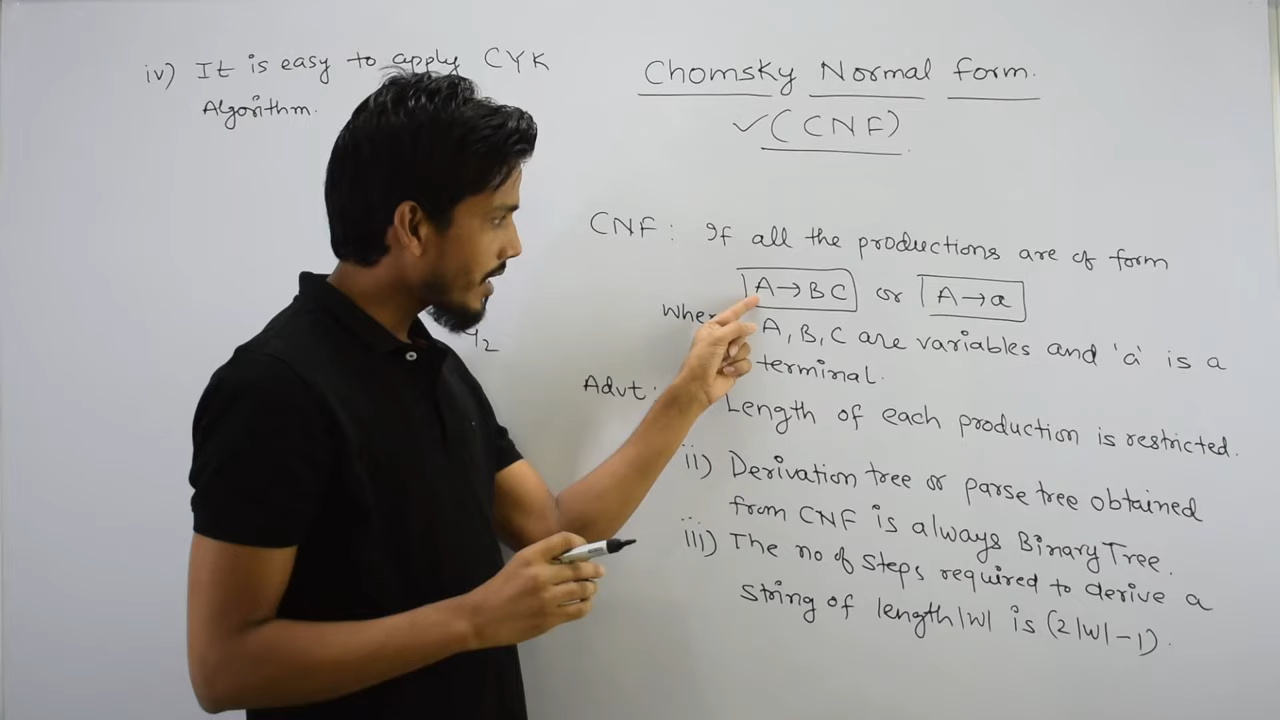 iv) It is easy to apply CYK
Algorithm.
Chomsky Normal form.
✓(CNF)
CNF: If all the productions are of form
A→BC or A→a
A, B, C are variables and 'a' is a
terminal.
Advt:
Length of each production is restricted.
ii) Derivation tree or parse tree obtained
from CNF is always Binary Tree.
iii) The no of steps required to derive a
string of length |w| is (2|w|-1).